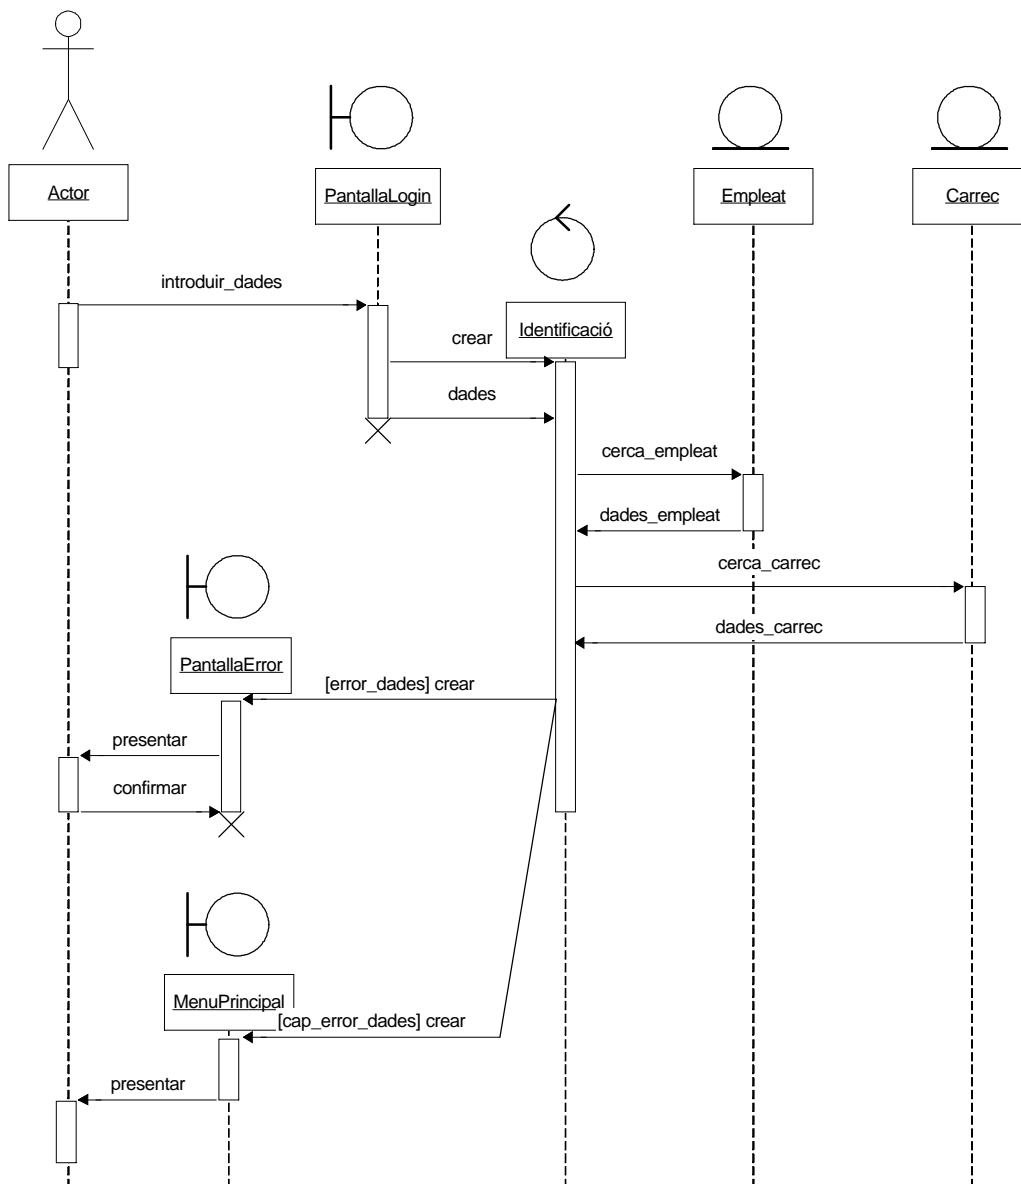 Actor
PantallaLogin
Empleat
Carrec
introduir_dades
Identificació
crear
dades
cerca_empleat
dades_empleat
cerca_carrec
dades_carrec
PantallaError
[error_dades] crear
presentar
confirmar
MenuPrincipal
[cap_error_dades] crear
presentar